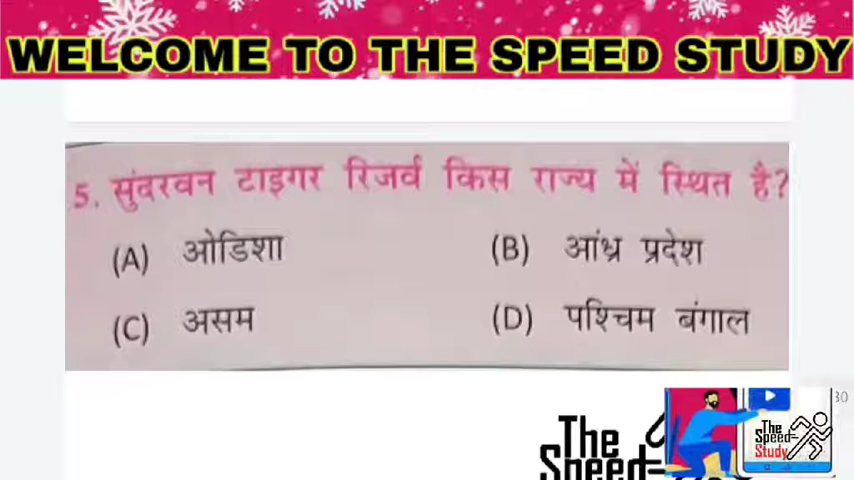 WELCOME TO THE SPEED STUDY
5. सुंदरवन टाइगर रिजर्व किस राज्य में स्थित है?
(A) ओडिशा (B) आंध्र प्रदेश
(C) असम (D) पश्चिम बंगाल
The
Speed
The
Speed
Study